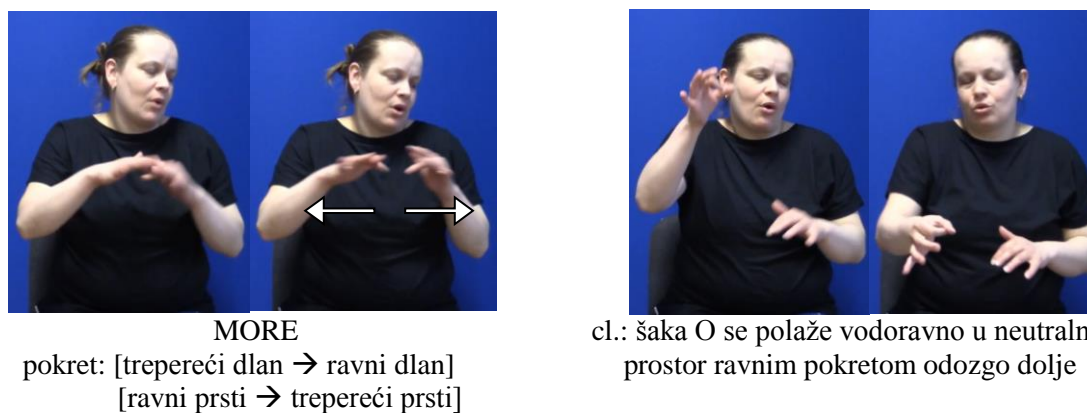 MORE
pokret: [trepereći dlan → ravni dlan]
[ravni prsti → trepereći prsti]
cl.: šaka O se polaže vodoravno u neutraln
prostor ravnim pokretom odozgo dolje